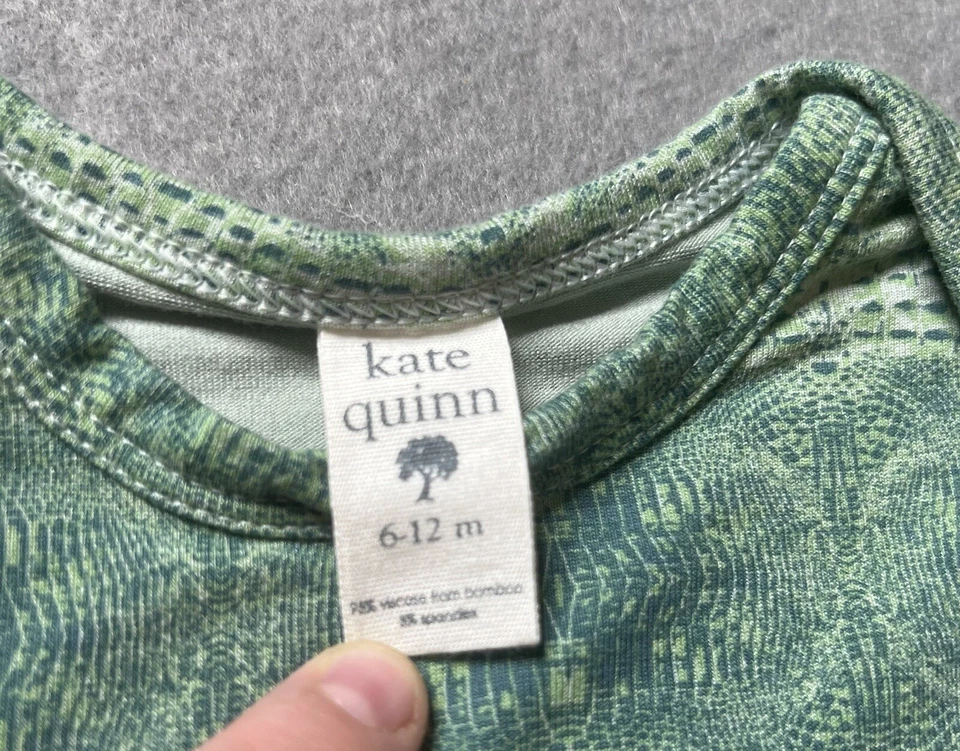 kate
quinn
6-12 m
95% viscose from bamboo
5% spandex